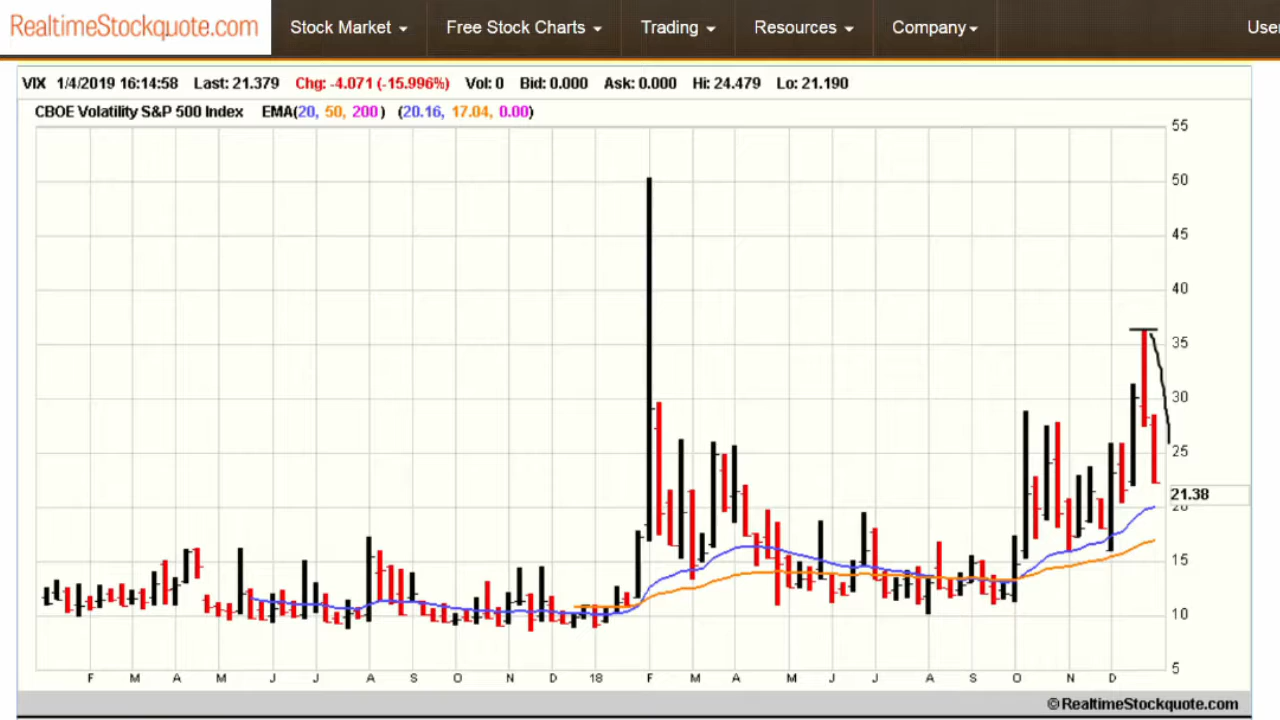 RealtimeStockquote.com Stock Market Free Stock Charts Trading Resources Company Use
VIX 1/4/2019 16:14:58 Last: 21.379 Chg: -4.071 (-15.996%) Vol: 0 Bid: 0.000 Ask: 0.000 Hi: 24.479 Lo: 21.190
CBOE Volatility S&P 500 Index EMA(20, 50, 200) (20.16, 17.04, 0.00)
55
50
45
40
35
30
25
21.38
20
15
10
5
F M A M J J A S O N D 18 F M A M J J A S O N D
©RealtimeStockquote.com